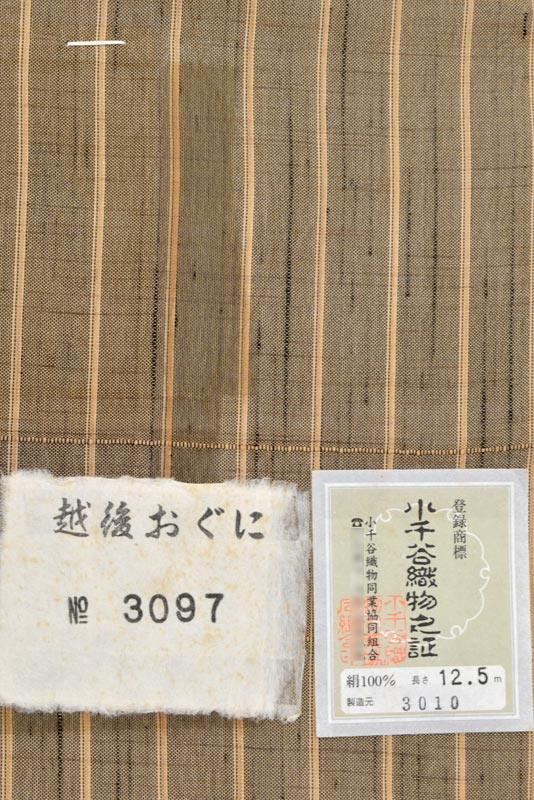 越後おぐに
№ 3097
登録商標
小千谷織物之証
☎小千谷織物同業協同組合
絹100% 長さ 12.5 m
製造元 3010